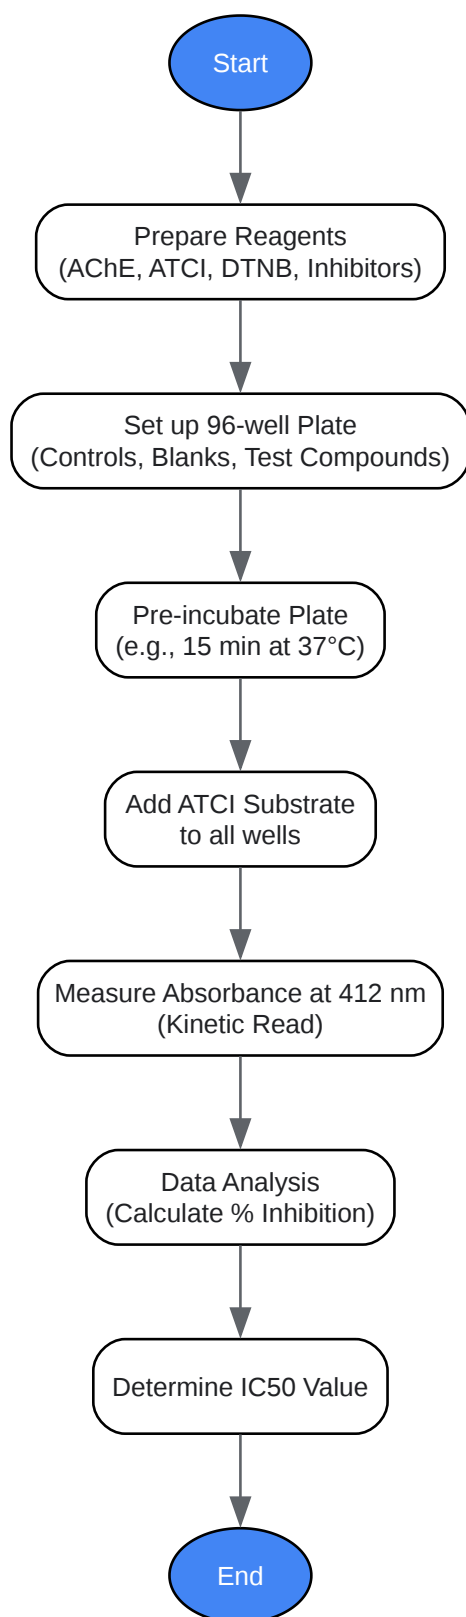 Start
Prepare Reagents
(AChE, ATCI, DTNB, Inhibitors)
Set up 96-well Plate
(Controls, Blanks, Test Compounds)
Pre-incubate Plate
(e.g., 15 min at 37°C)
Add ATCI Substrate
to all wells
Measure Absorbance at 412 nm
(Kinetic Read)
Data Analysis
(Calculate % Inhibition)
Determine IC50 Value
End